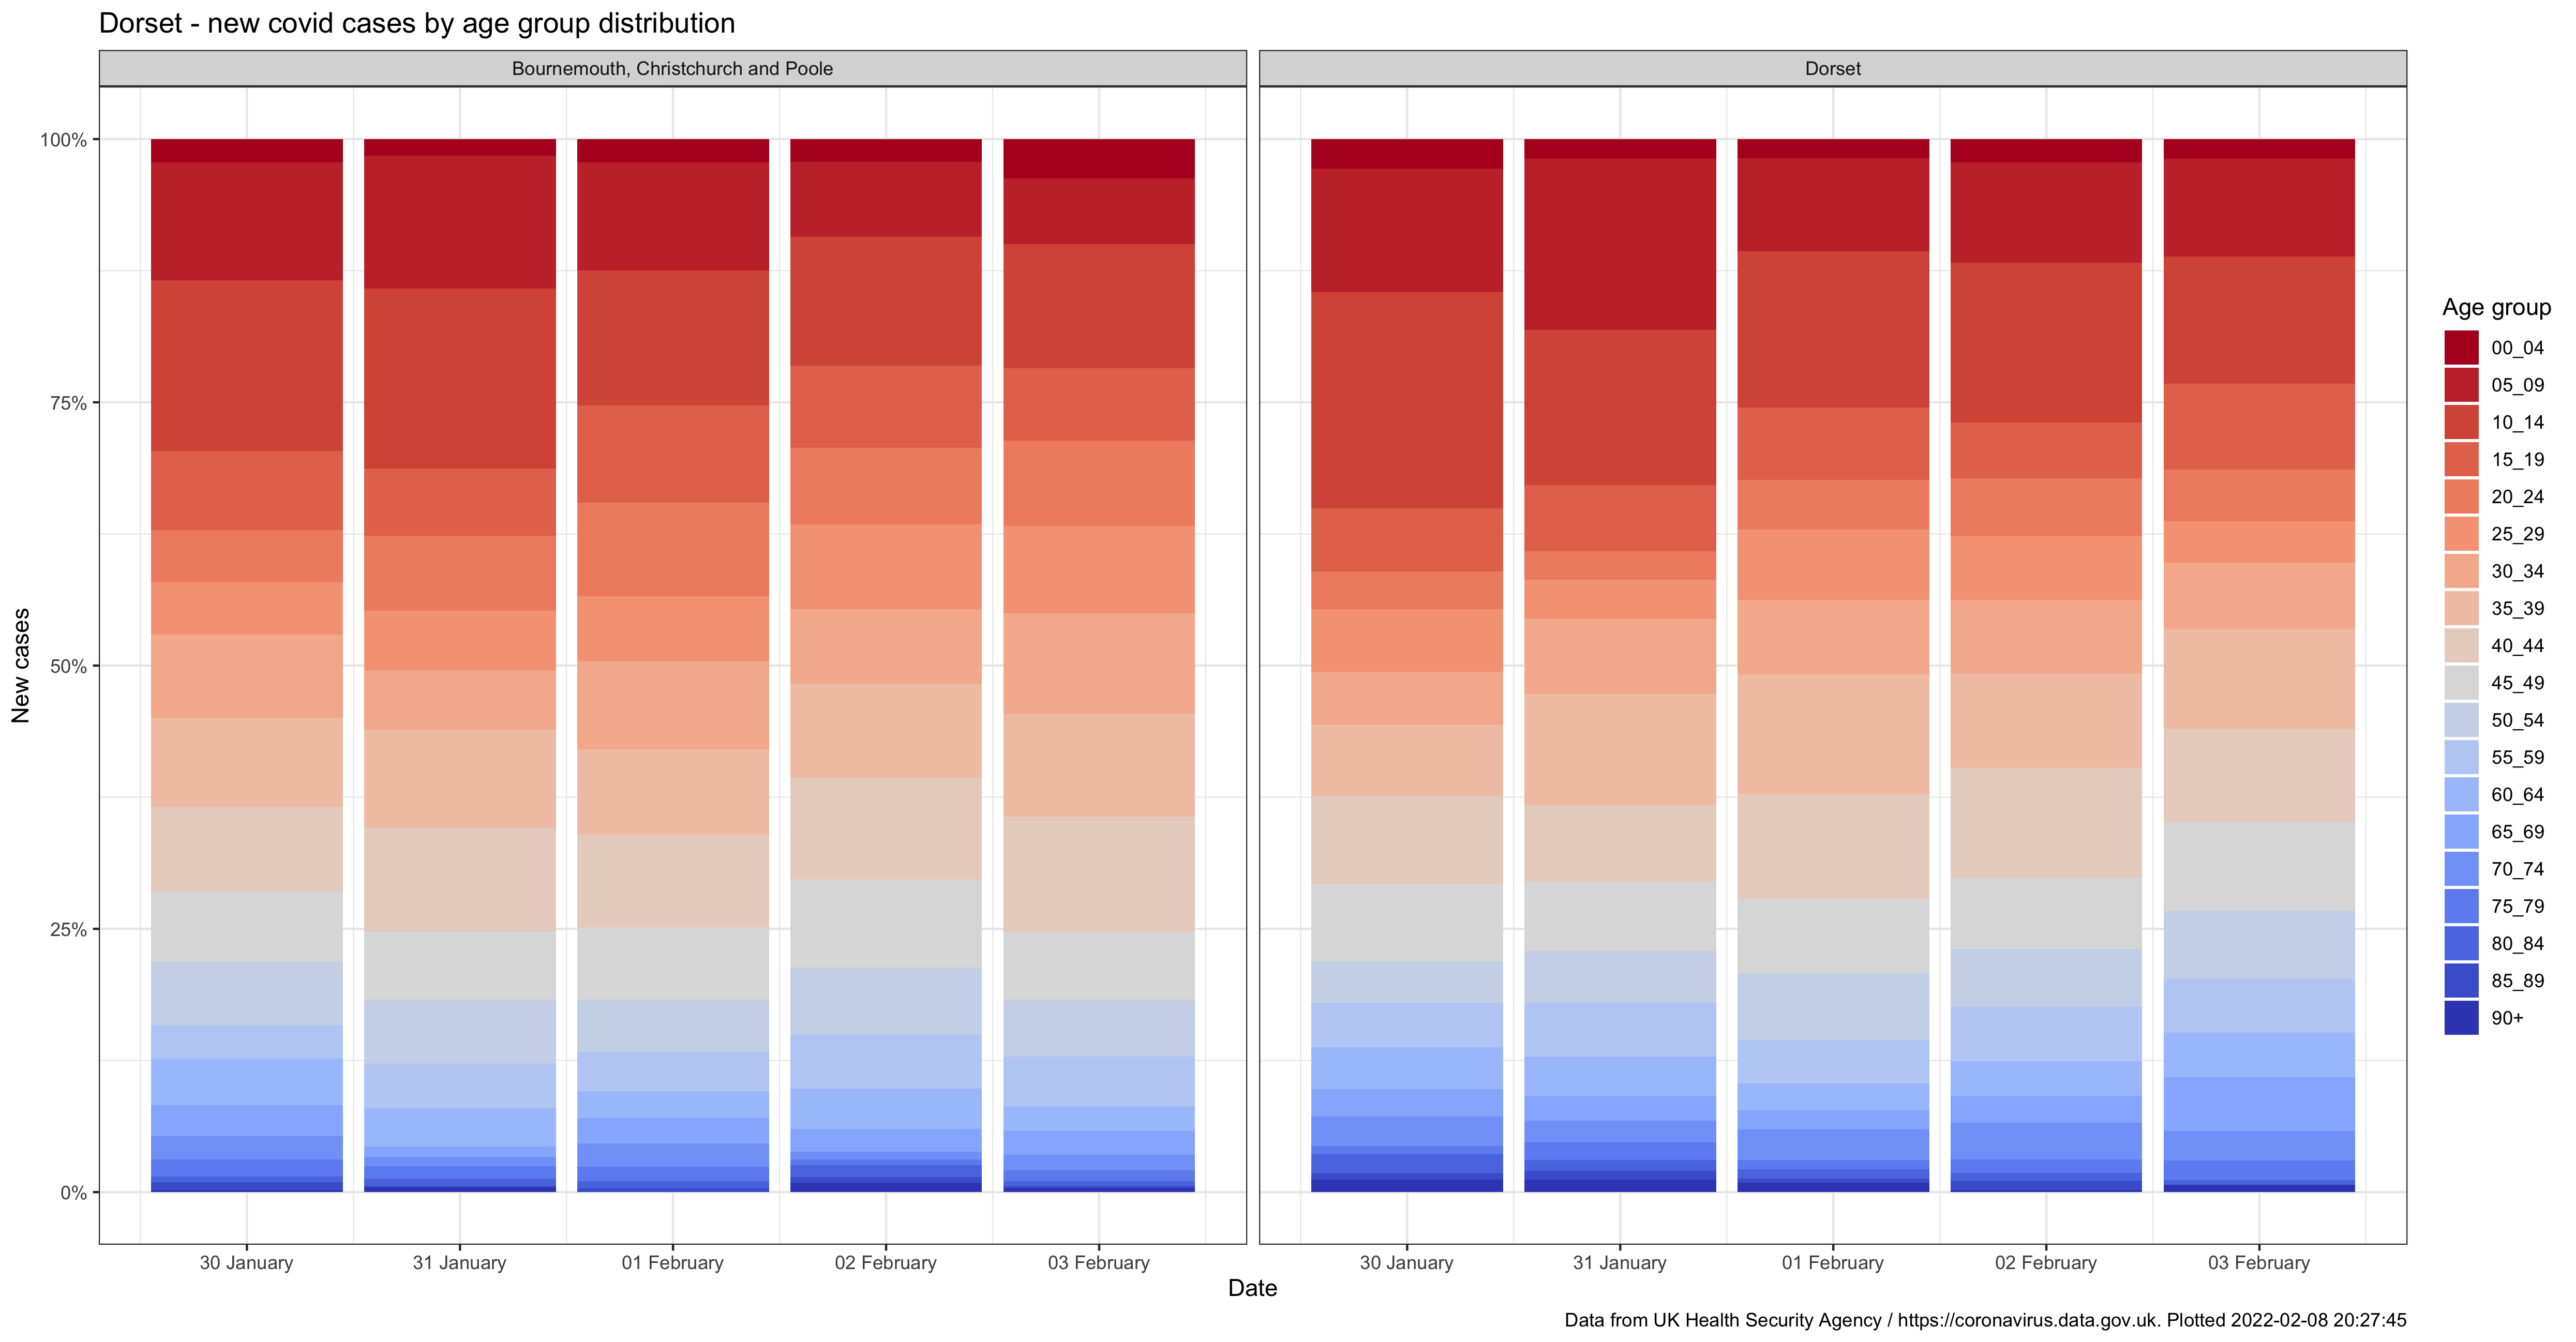 Dorset - new covid cases by age group distribution
Bournemouth, Christchurch and Poole
Dorset
100%
75%
50%
25%
0%
New cases
30 January
31 January
01 February
02 February
03 February
30 January
31 January
01 February
02 February
03 February
Date
Age group
00_04
05_09
10_14
15_19
20_24
25_29
30_34
35_39
40_44
45_49
50_54
55_59
60_64
65_69
70_74
75_79
80_84
85_89
90+
Data from UK Health Security Agency / https://coronavirus.data.gov.uk. Plotted 2022-02-08 20:27:45